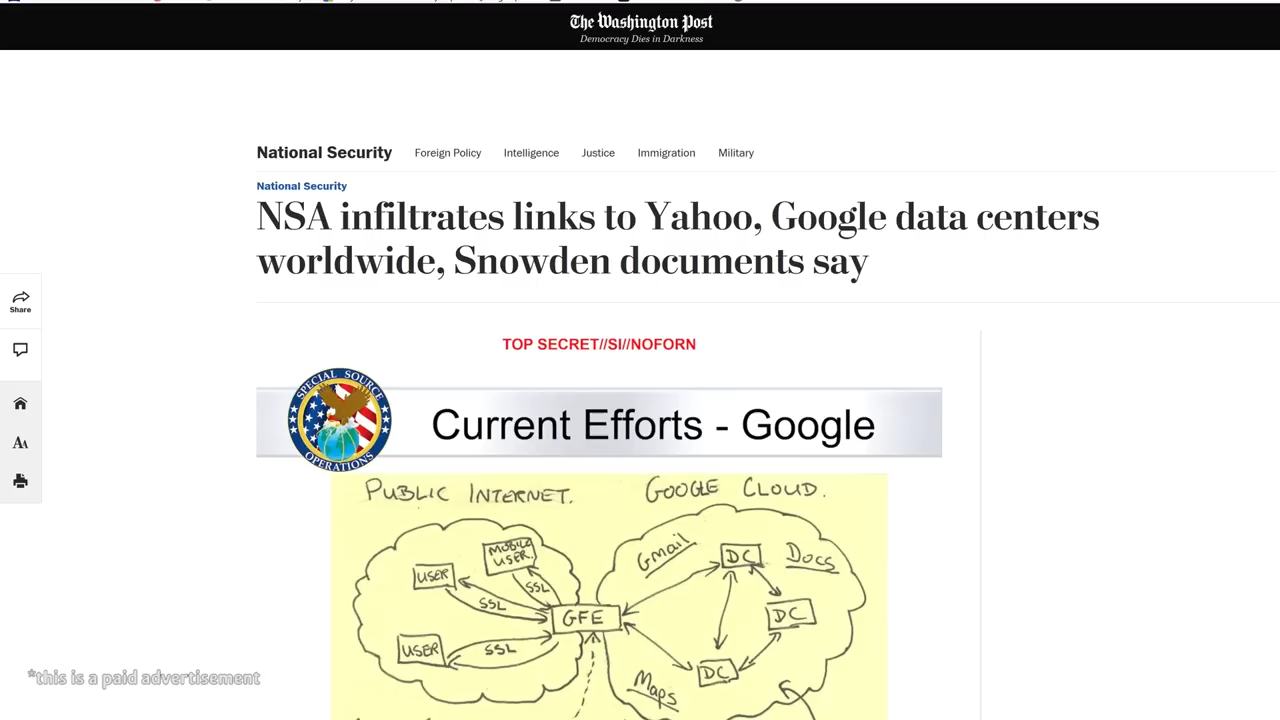 The Washington Post
Democracy Dies in Darkness
National Security Foreign Policy Intelligence Justice Immigration Military
National Security
NSA infiltrates links to Yahoo, Google data centers
worldwide, Snowden documents say
Share
TOP SECRET//SI//NOFORN
SPECIAL SOURCE
OPERATIONS
Current Efforts - Google
PUBLIC INTERNET.
GOOGLE CLOUD.
MOBILE
USER.
Gmail
DC
DOCS
USER
SSL
SSL
GFE
DC
USER
SSL
DC
Maps
AA
*this is a paid advertisement